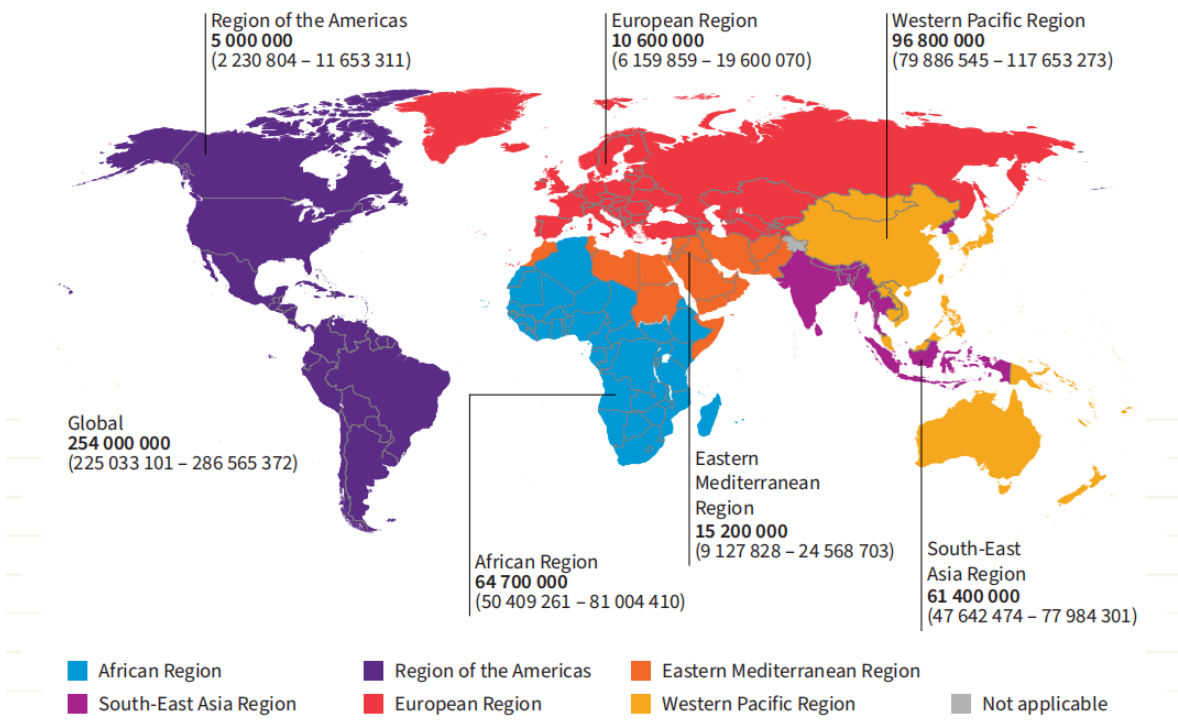 Region of the Americas
5 000 000
(2 230 804 – 11 653 311)
European Region
10 600 000
(6 159 859 – 19 600 070)
Western Pacific Region
96 800 000
(79 886 545 – 117 653 273)
Global
254 000 000
(225 033 101 – 286 565 372)
Eastern
Mediterranean
Region
15 200 000
(9 127 828 – 24 568 703)
African Region
64 700 000
(50 409 261 – 81 004 410)
South-East
Asia Region
61 400 000
(47 642 474 – 77 984 301)
African Region
Region of the Americas
Eastern Mediterranean Region
South-East Asia Region
European Region
Western Pacific Region
Not applicable